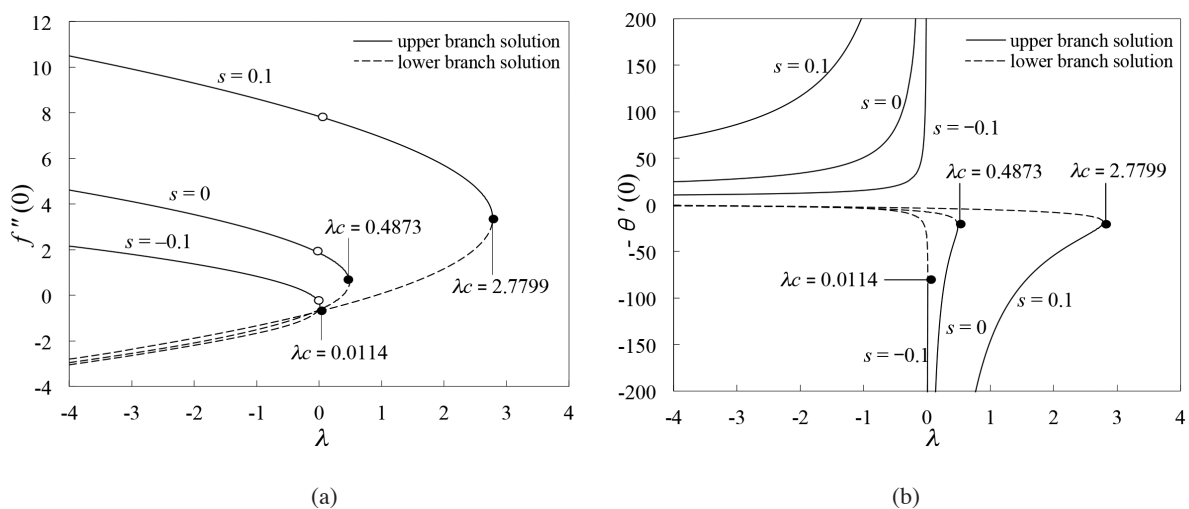 12
10
8
6
4
2
0
-2
-4
f″(0)
upper branch solution
lower branch solution
s = 0.1
s = 0
s = –0.1
λc = 0.4873
λc = 2.7799
λc = 0.0114
-4 -3 -2 -1 0 1 2 3 4
λ
(a)
200
150
100
50
0
-50
-100
-150
-200
- θ′(0)
upper branch solution
lower branch solution
s = 0.1
s = 0
s = −0.1
λc = 0.4873 λc = 2.7799
λc = 0.0114
s = 0.1
s = 0
s = −0.1
-4 -3 -2 -1 0 1 2 3 4
λ
(b)